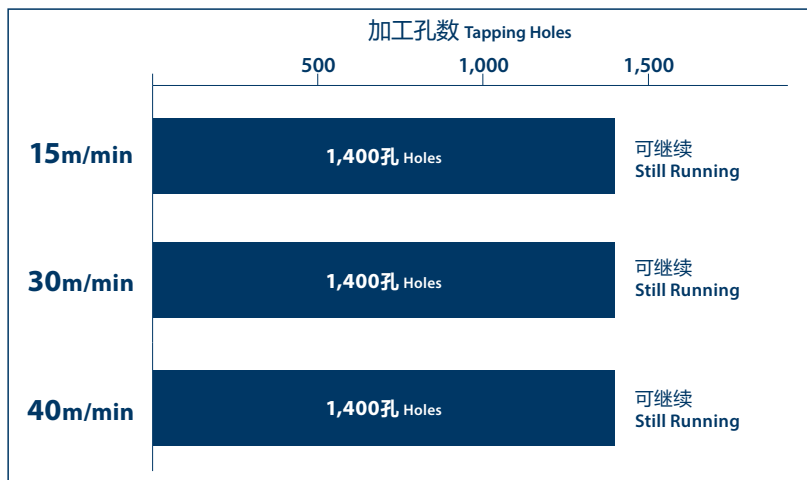 加工孔数 Tapping Holes
500 1,000 1,500
15m/min
1,400孔 Holes
可继续
Still Running
30m/min
1,400孔 Holes
可继续
Still Running
40m/min
1,400孔 Holes
可继续
Still Running